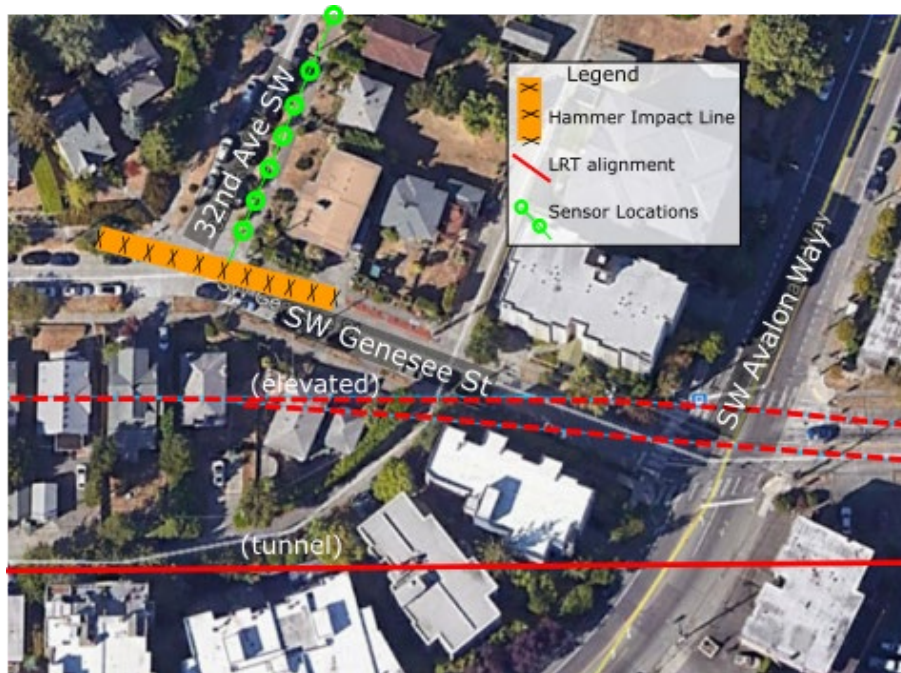 32nd Ave SW
Legend
Hammer Impact Line
LRT alignment
Sensor Locations
SW Genesee St
SW Avalon Way
(elevated)
(tunnel)